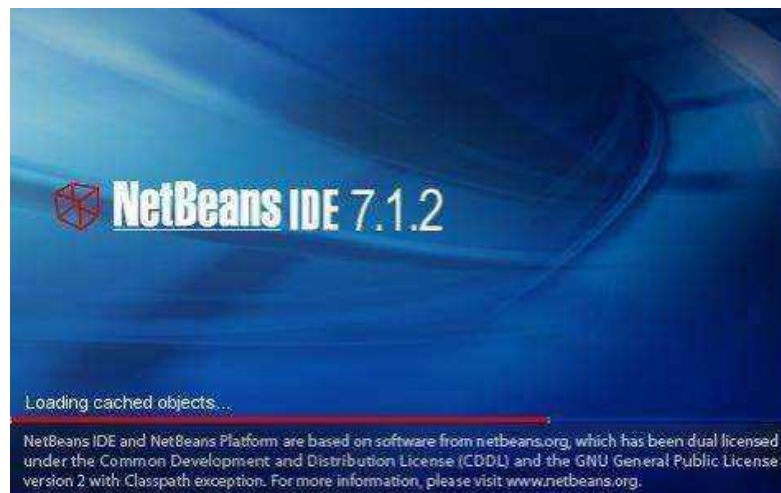 NetBeans IDE 7.1.2
Loading cached objects...
NetBeans IDE and NetBeans Platform are based on software from netbeans.org, which has been dual licensed
under the Common Development and Distribution License (CDDL) and the GNU General Public License
version 2 with Classpath exception. For more information, please visit www.netbeans.org.